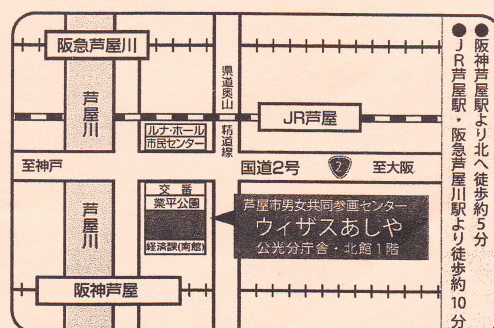 ●阪神芦屋駅より北へ徒歩約5分
●JR芦屋駅・阪急芦屋川駅より徒歩約10分
阪急芦屋川
芦屋川
県道奥山精道線
ルナ・ホール
市民センター
JR芦屋
至神戸
国道2号
2
至大阪
芦屋川
交番
業平公園
経済課(南館)
芦屋市男女共同参画センター
ウィザスあしや
公光分庁舎・北館1階
阪神芦屋